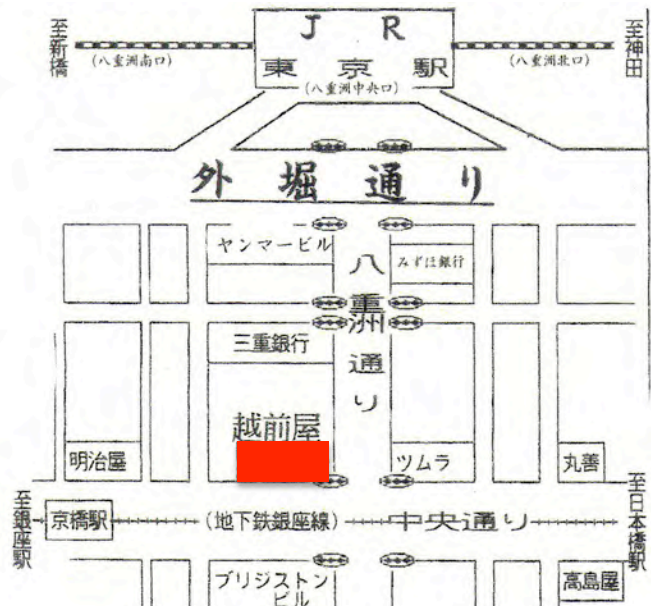 JR
東京駅
(八重洲中央口)
至新橋
(八重洲南口)
(八重洲北口)
至神田
外堀通り
ヤンマービル
みずほ銀行
八重洲通り
三重銀行
越前屋
明治屋
ツムラ
丸善
至銀座駅
京橋駅
(地下鉄銀座線)
中央通り
至日本橋駅
ブリジストン
ビル
高島屋